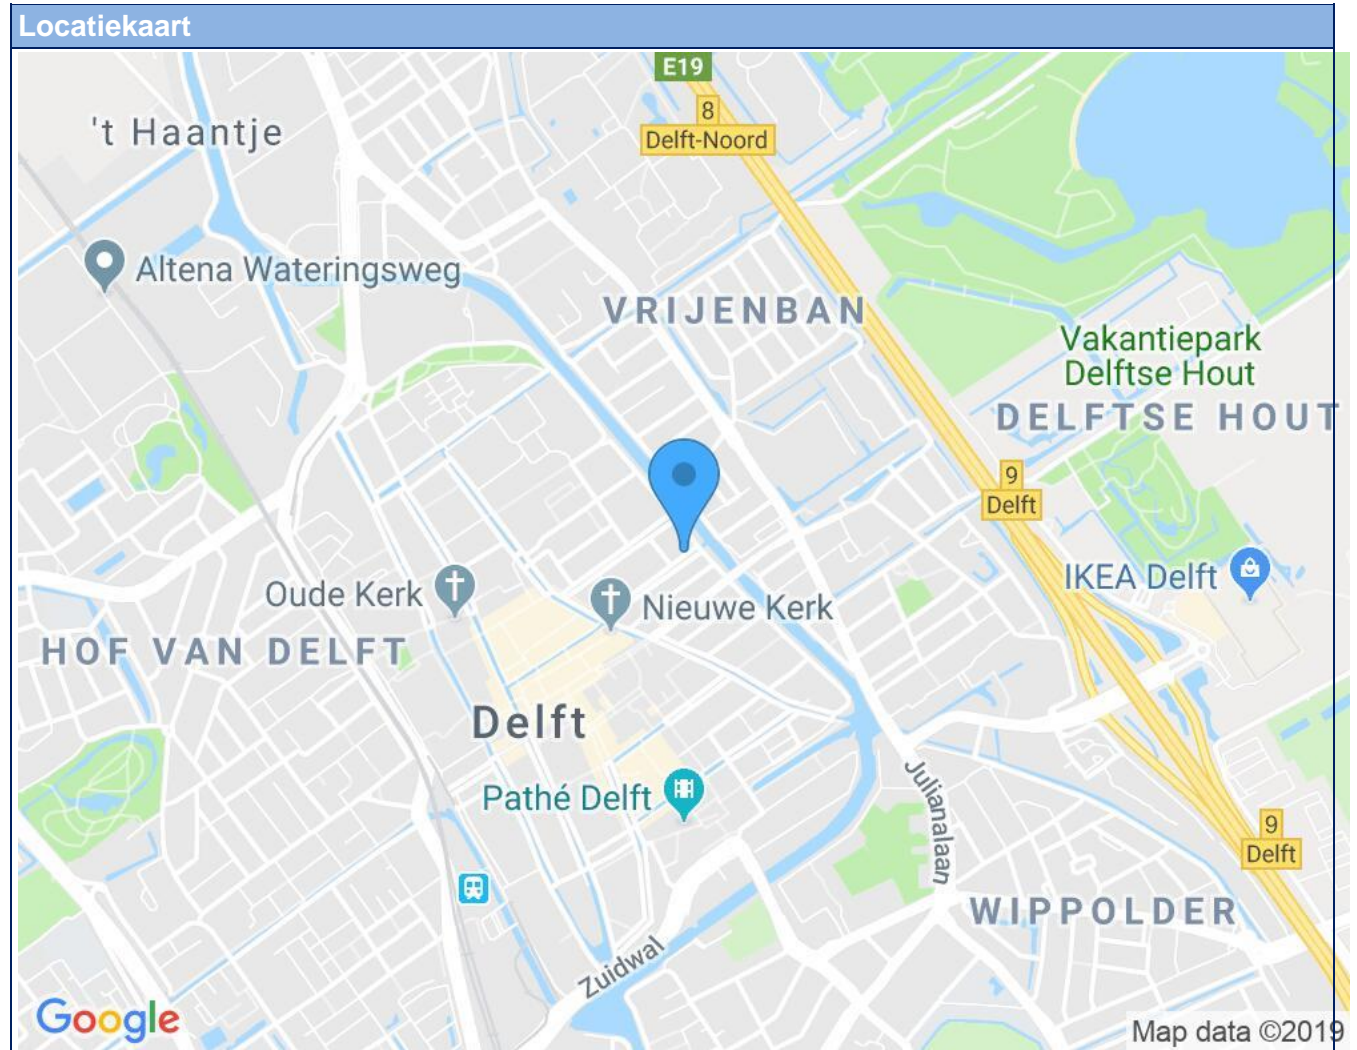 Locatiekaart
E19
8
Delft-Noord
't Haantje
Altena Wateringsweg
VRIJENBAN
Vakantiepark
Delftse Hout
DELFTSE HOUT
9
Delft
IKEA Delft
Oude Kerk
Nieuwe Kerk
HOF VAN DELFT
Delft
Pathé Delft
Julianalaan
9
Delft
WIPPOLDER
Zuidwal
Google
Map data ©2019